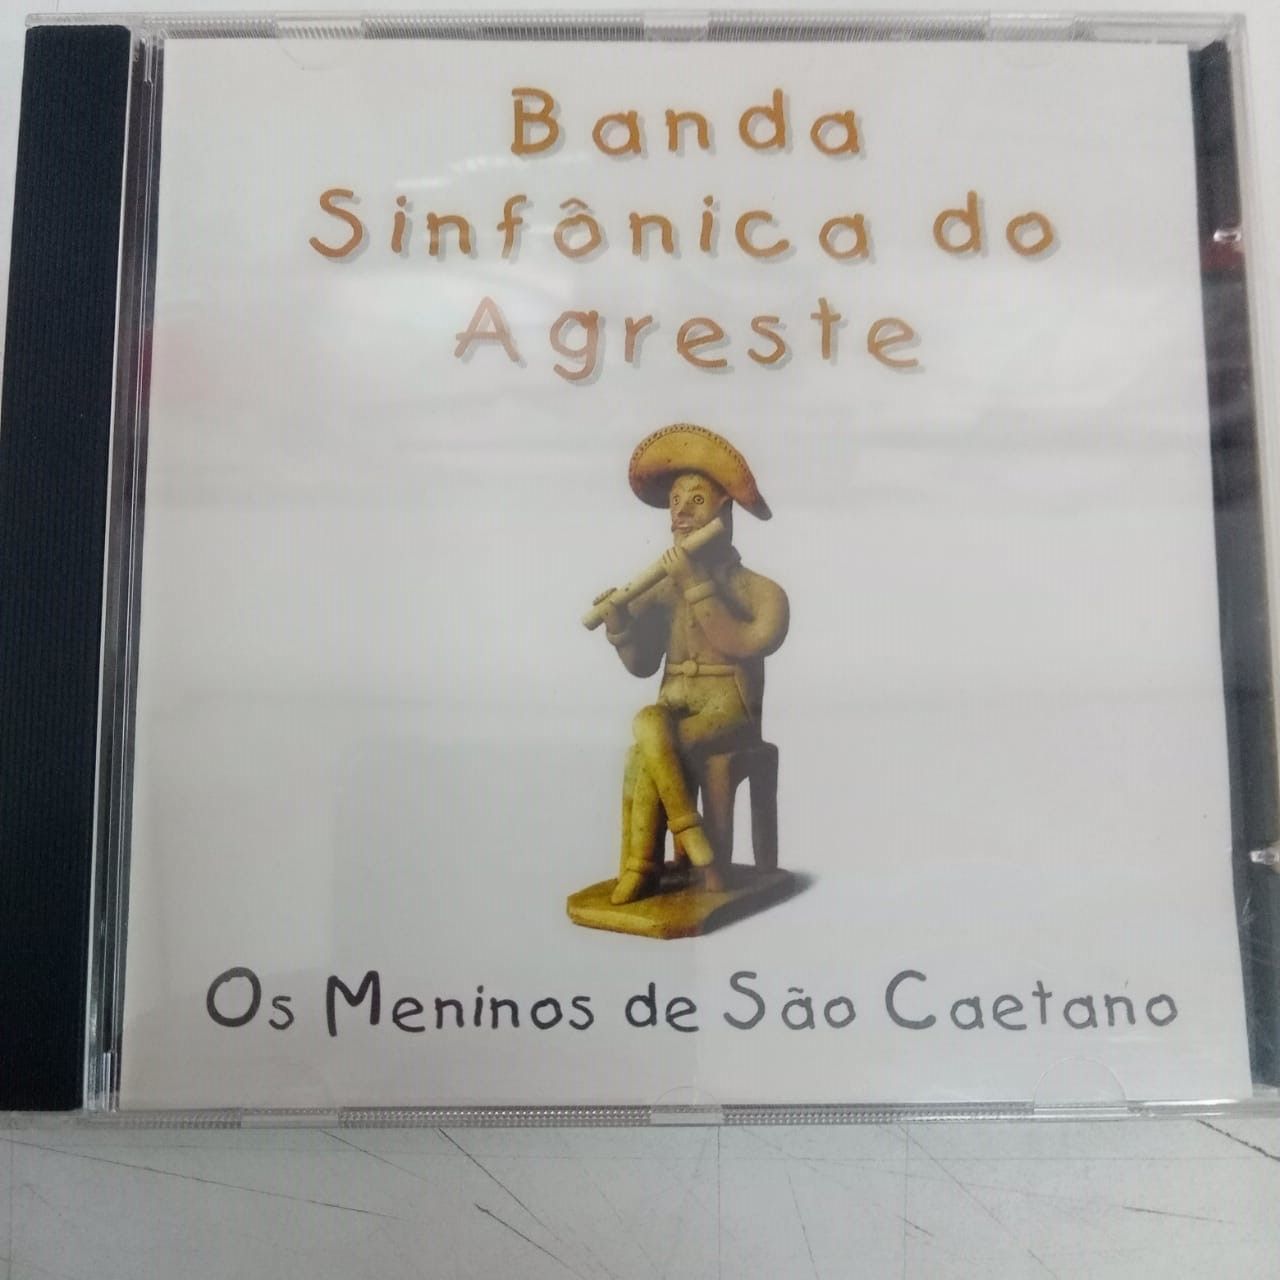 Banda
Sinfônica do
Agreste
Os Meninos de São Caetano